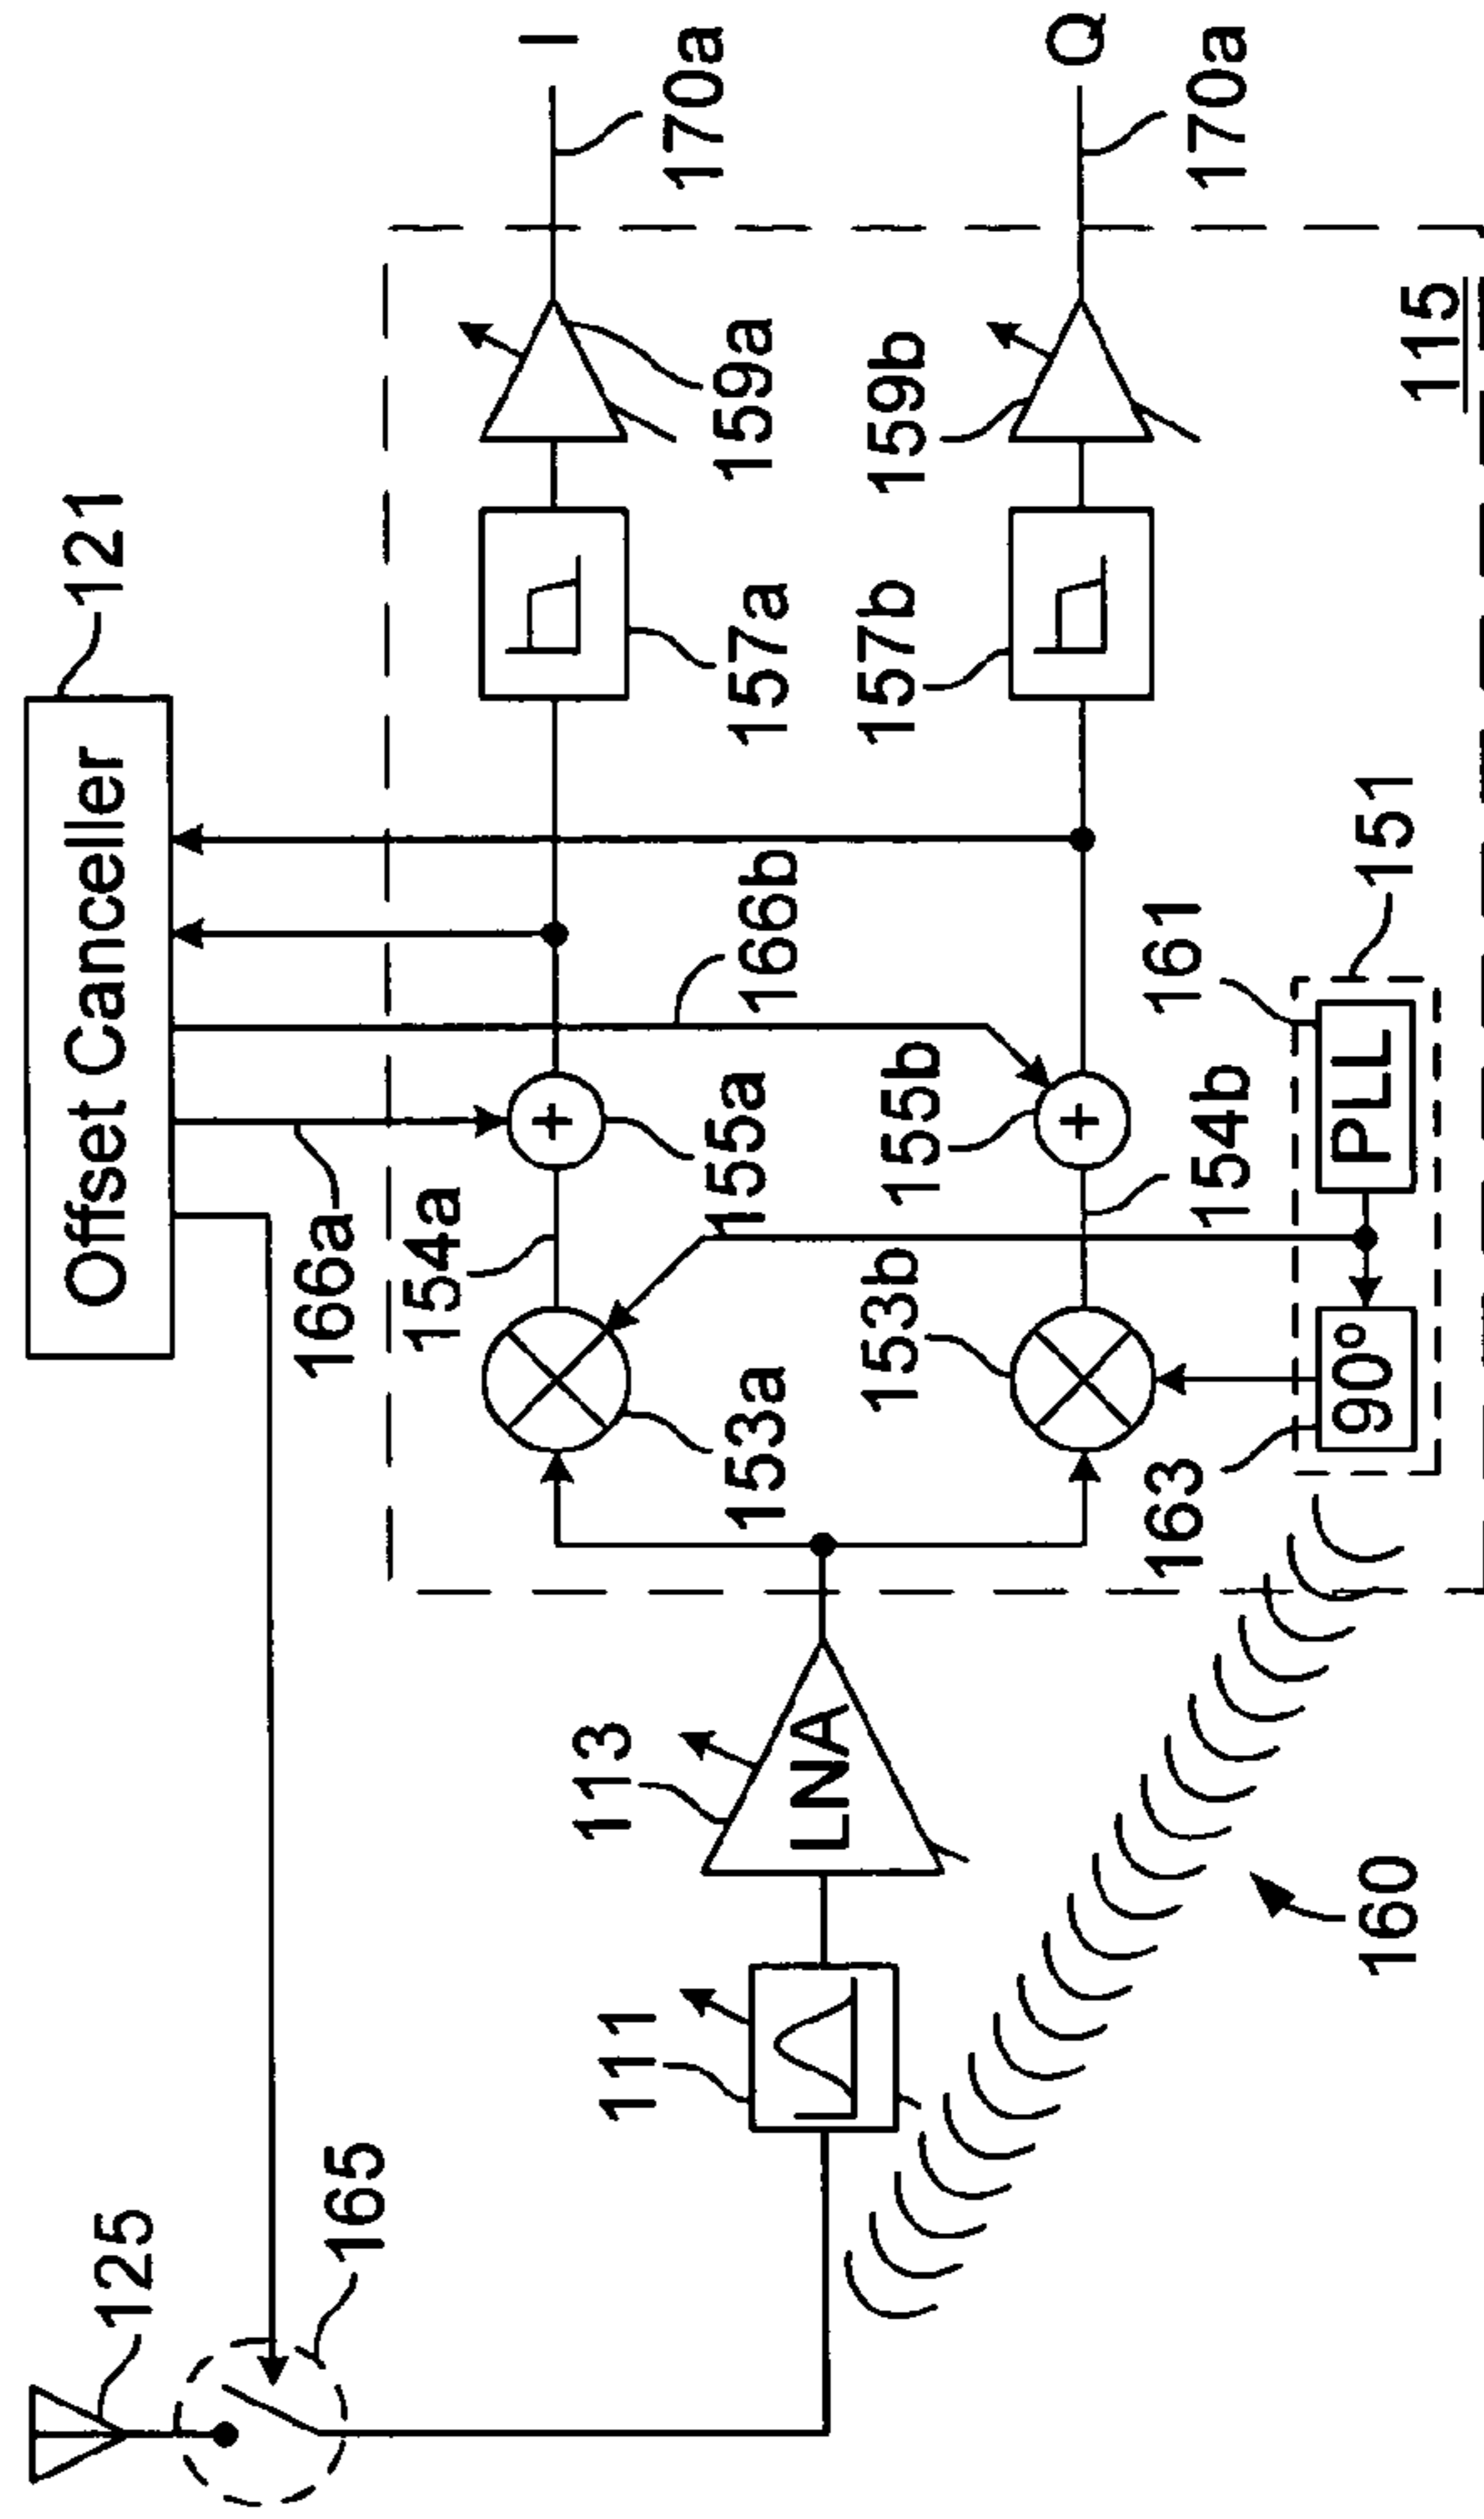 125
165
Offset Canceller
121
166a
166b
111
113
LNA
153a
154a
155a
157a
159a
I
170a
153b
154b
155b
157b
159b
Q
170a
160
163
90°
PLL
161
151
115